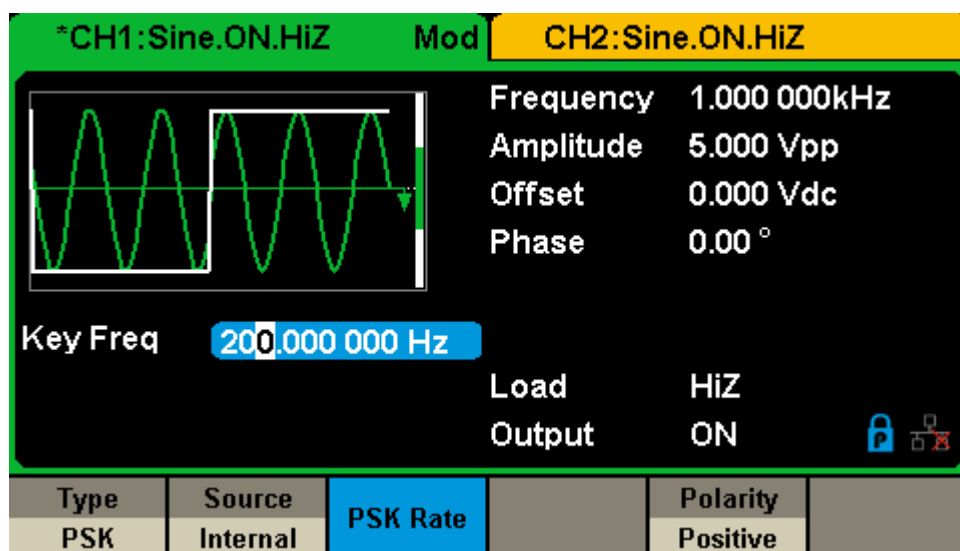 *CH1:Sine.ON.HiZ Mod CH2:Sine.ON.HiZ
Frequency 1.000 000kHz
Amplitude 5.000 Vpp
Offset 0.000 Vdc
Phase 0.00 °
Key Freq 200.000 000 Hz
Load HiZ
Output ON P
Type Source PSK Rate Polarity
PSK Internal Positive